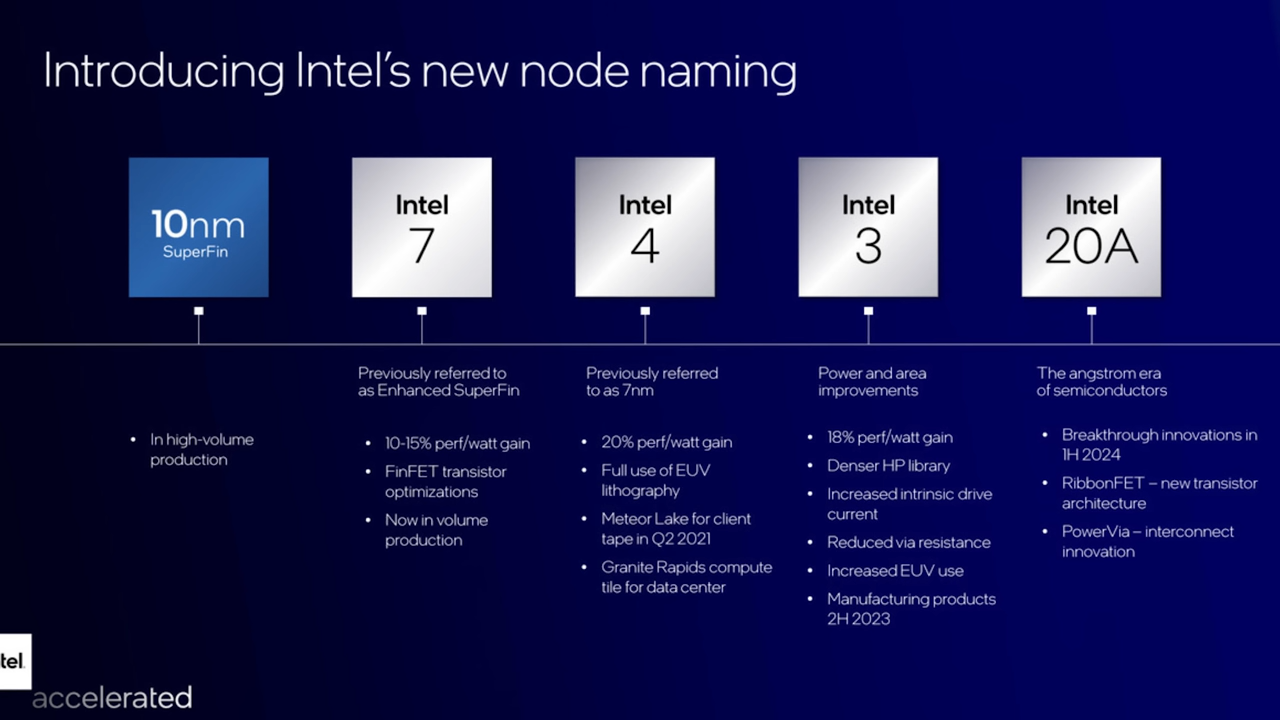 Introducing Intel's new node naming
10nm
SuperFin
Intel
7
Intel
4
Intel
3
Intel
20A
• In high-volume
production
Previously referred to
as Enhanced SuperFin
• 10-15% perf/watt gain
• FinFET transistor
optimizations
• Now in volume
production
Previously referred
to as 7nm
• 20% perf/watt gain
• Full use of EUV
lithography
• Meteor Lake for client
tape in Q2 2021
• Granite Rapids compute
tile for data center
Power and area
improvements
• 18% perf/watt gain
• Denser HP library
• Increased intrinsic drive
current
• Reduced via resistance
• Increased EUV use
• Manufacturing products
2H 2023
The angstrom era
of semiconductors
• Breakthrough innovations in
1H 2024
• RibbonFET – new transistor
architecture
• PowerVia – interconnect
innovation
tel.
accelerated